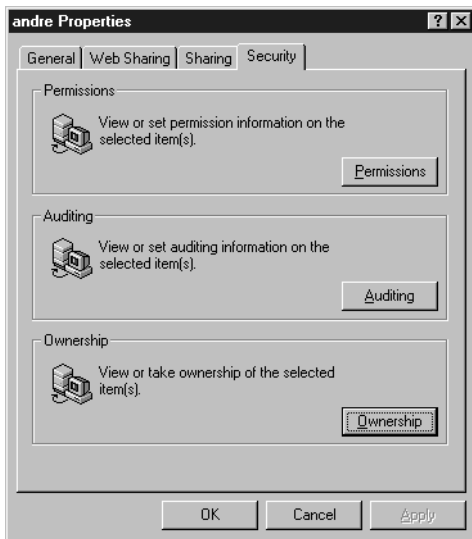 andre Properties
General Web Sharing Sharing Security
Permissions
View or set permission information on the
selected item(s).
Permissions
Auditing
View or set auditing information on the
selected item(s).
Auditing
Ownership
View or take ownership of the selected
item(s).
Ownership
OK Cancel Apply